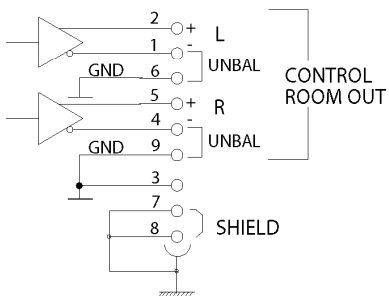 2 + L
1 -
GND 6 UNBAL
CONTROL
ROOM OUT
5 + R
4 -
GND 9 UNBAL
3
7
8 SHIELD